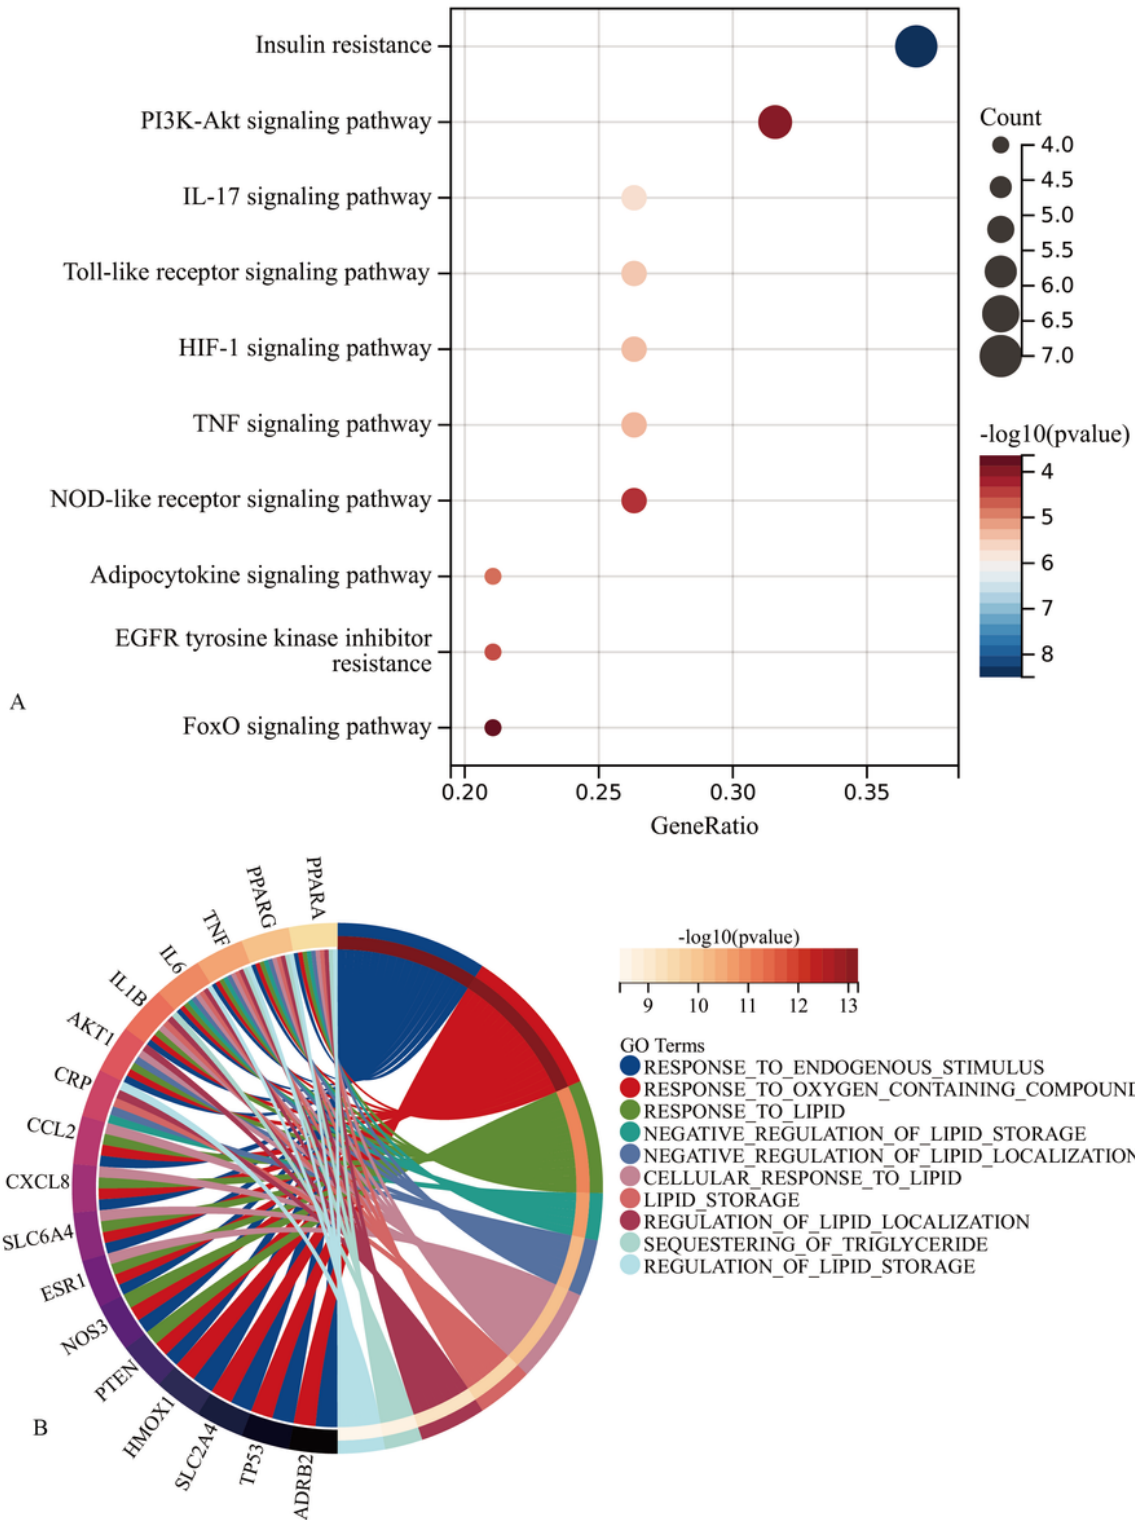 Insulin resistance
PI3K-Akt signaling pathway
IL-17 signaling pathway
Toll-like receptor signaling pathway
HIF-1 signaling pathway
TNF signaling pathway
NOD-like receptor signaling pathway
Adipocytokine signaling pathway
EGFR tyrosine kinase inhibitor
resistance
FoxO signaling pathway
A
0.20 0.25 0.30 0.35
GeneRatio
Count
4.0
4.5
5.0
5.5
6.0
6.5
7.0
-log10(pvalue)
4
5
6
7
8
PPARA
PPARG
TNF
IL6
IL1B
AKT1
CRP
CCL2
CXCL8
SLC6A4
ESR1
NOS3
PTEN
HMOX1
SLC2A4
TP53
ADRB2
B
-log10(pvalue)
9 10 11 12 13
GO Terms
RESPONSE_TO_ENDOGENOUS_STIMULUS
RESPONSE_TO_OXYGEN_CONTAINING_COMPOUND
RESPONSE_TO_LIPID
NEGATIVE_REGULATION_OF_LIPID_STORAGE
NEGATIVE_REGULATION_OF_LIPID_LOCALIZATION
CELLULAR_RESPONSE_TO_LIPID
LIPID_STORAGE
REGULATION_OF_LIPID_LOCALIZATION
SEQUESTERING_OF_TRIGLYCERIDE
REGULATION_OF_LIPID_STORAGE